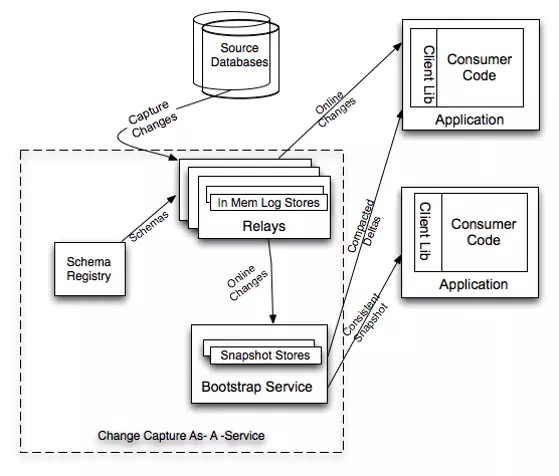 Source
Databases
Capture
Changes
Online
Changes
Client Lib
Consumer
Code
Application
In Mem Log Stores
Relays
Schemas
Schema
Registry
Online
Changes
Compacted
Deltas
Client Lib
Consumer
Code
Application
Consistent
Snapshot
Snapshot Stores
Bootstrap Service
Change Capture As- A -Service